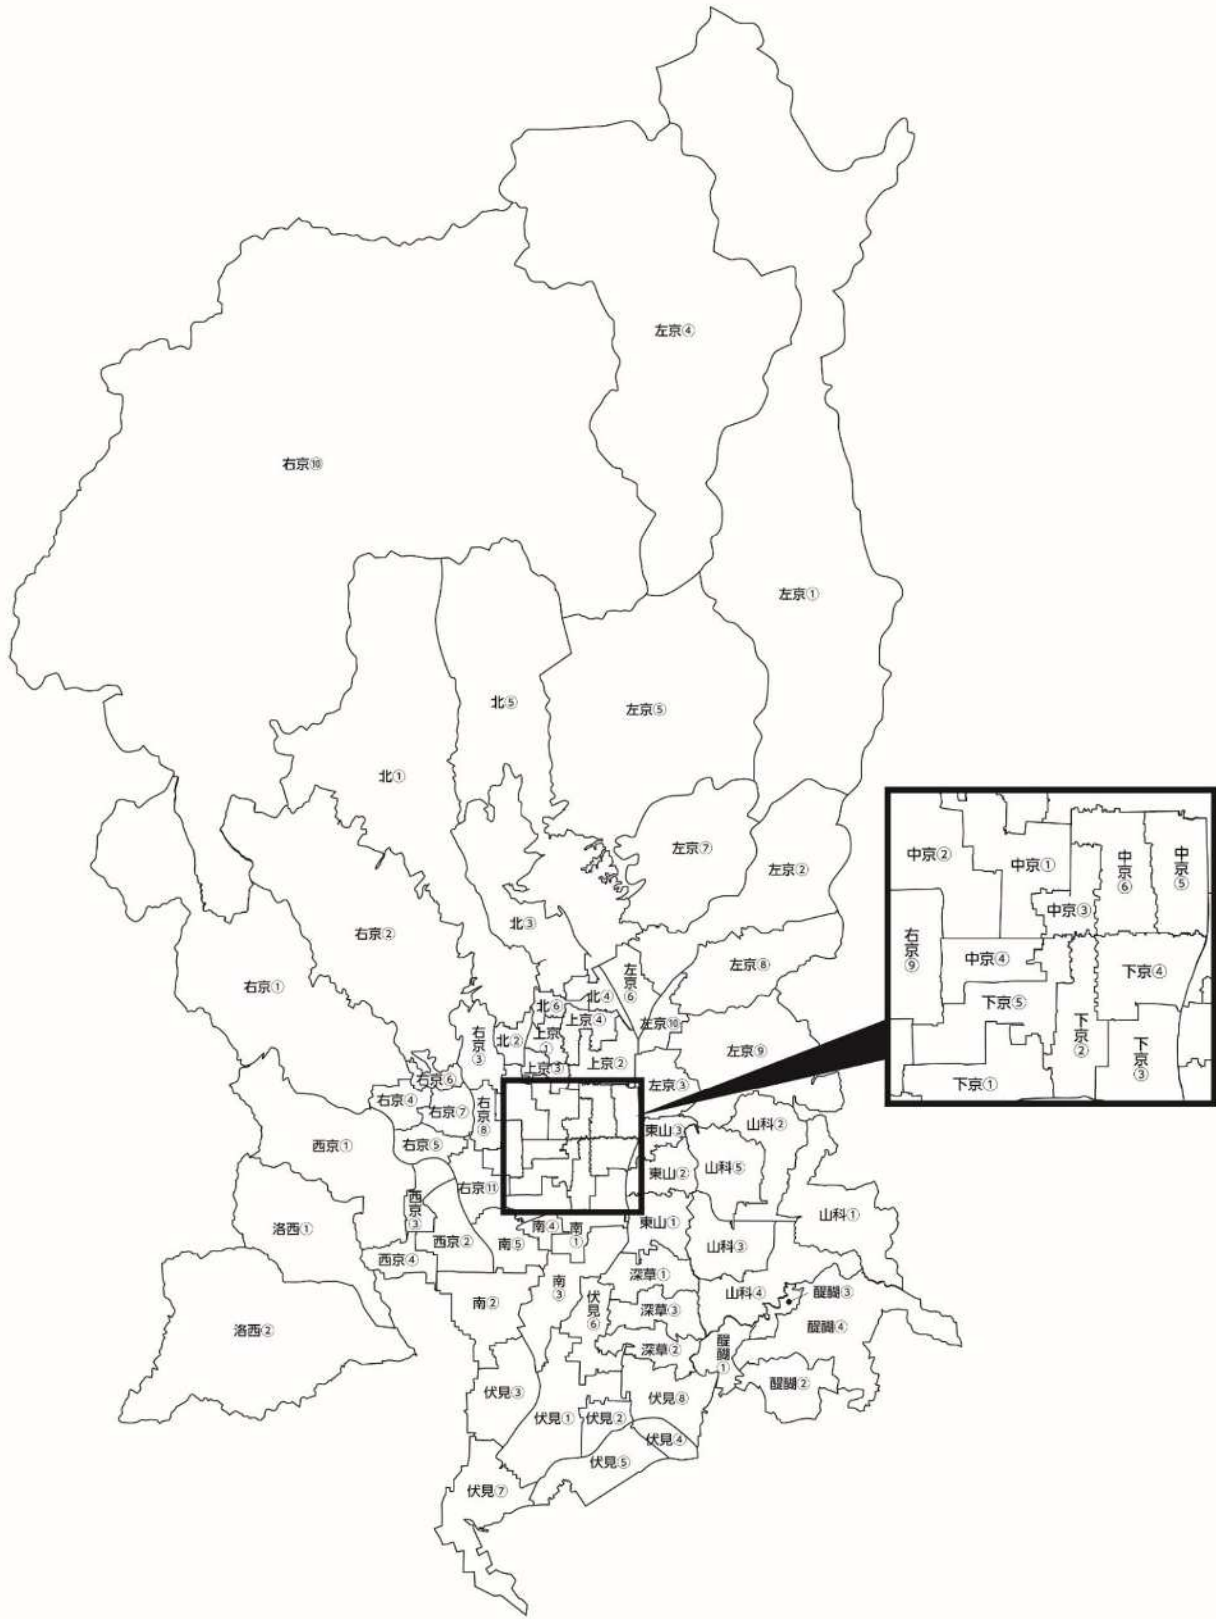 左京④
右京⑩
左京①
北⑤
左京⑤
北①
左京⑦
左京②
北③
右京②
左京⑧
左京⑥
右京①
北④
北⑥
上京④
左京⑩
右京③
北②
上京①
左京⑨
上京②
上京③
右京⑥
左京③
右京④
右京⑦
右京⑧
山科②
東山③
西京①
右京⑤
山科⑤
東山②
右京⑪
西京③
山科①
東山①
洛西①
南④
南①
西京②
南⑤
山科③
西京④
深草①
南③
山科④
醍醐③
南②
伏見⑥
深草③
醍醐④
洛西②
深草②
醍醐①
醍醐②
伏見③
伏見⑧
伏見①
伏見②
伏見④
伏見⑤
伏見⑦
中京②
中京①
中京⑥
中京⑤
中京③
右京⑨
中京④
下京④
下京⑤
下京②
下京③
下京①